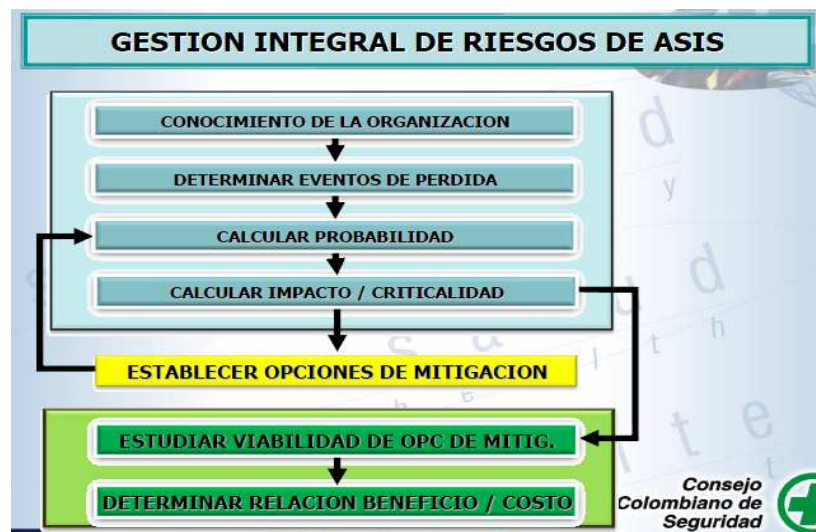 GESTION INTEGRAL DE RIESGOS DE ASIS
CONOCIMIENTO DE LA ORGANIZACION
DETERMINAR EVENTOS DE PERDIDA
CALCULAR PROBABILIDAD
CALCULAR IMPACTO / CRITICALIDAD
ESTABLECER OPCIONES DE MITIGACION
ESTUDIAR VIABILIDAD DE OPC DE MITIG.
DETERMINAR RELACION BENEFICIO / COSTO
Consejo
Colombiano de
Seguridad